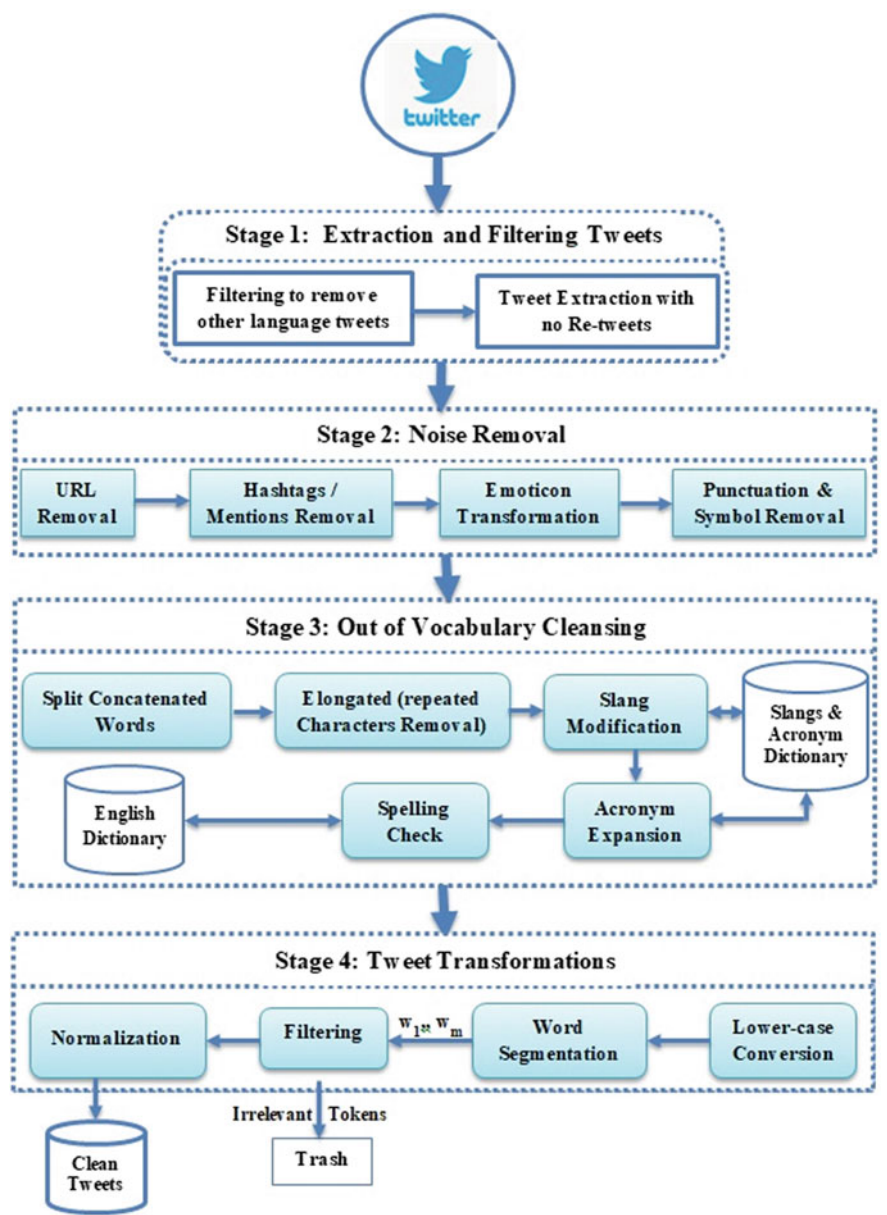 twitter
Stage 1: Extraction and Filtering Tweets
Filtering to remove
other language tweets
Tweet Extraction with
no Re-tweets
Stage 2: Noise Removal
URL
Removal
Hashtags /
Mentions Removal
Emoticon
Transformation
Punctuation &
Symbol Removal
Stage 3: Out of Vocabulary Cleansing
Split Concatenated
Words
Elongated (repeated
Characters Removal)
Slang
Modification
Slangs &
Acronym
Dictionary
English
Dictionary
Spelling
Check
Acronym
Expansion
Stage 4: Tweet Transformations
Normalization
Filtering
Word
Segmentation
Lower-case
Conversion
Irrelevant Tokens
Trash
Clean
Tweets